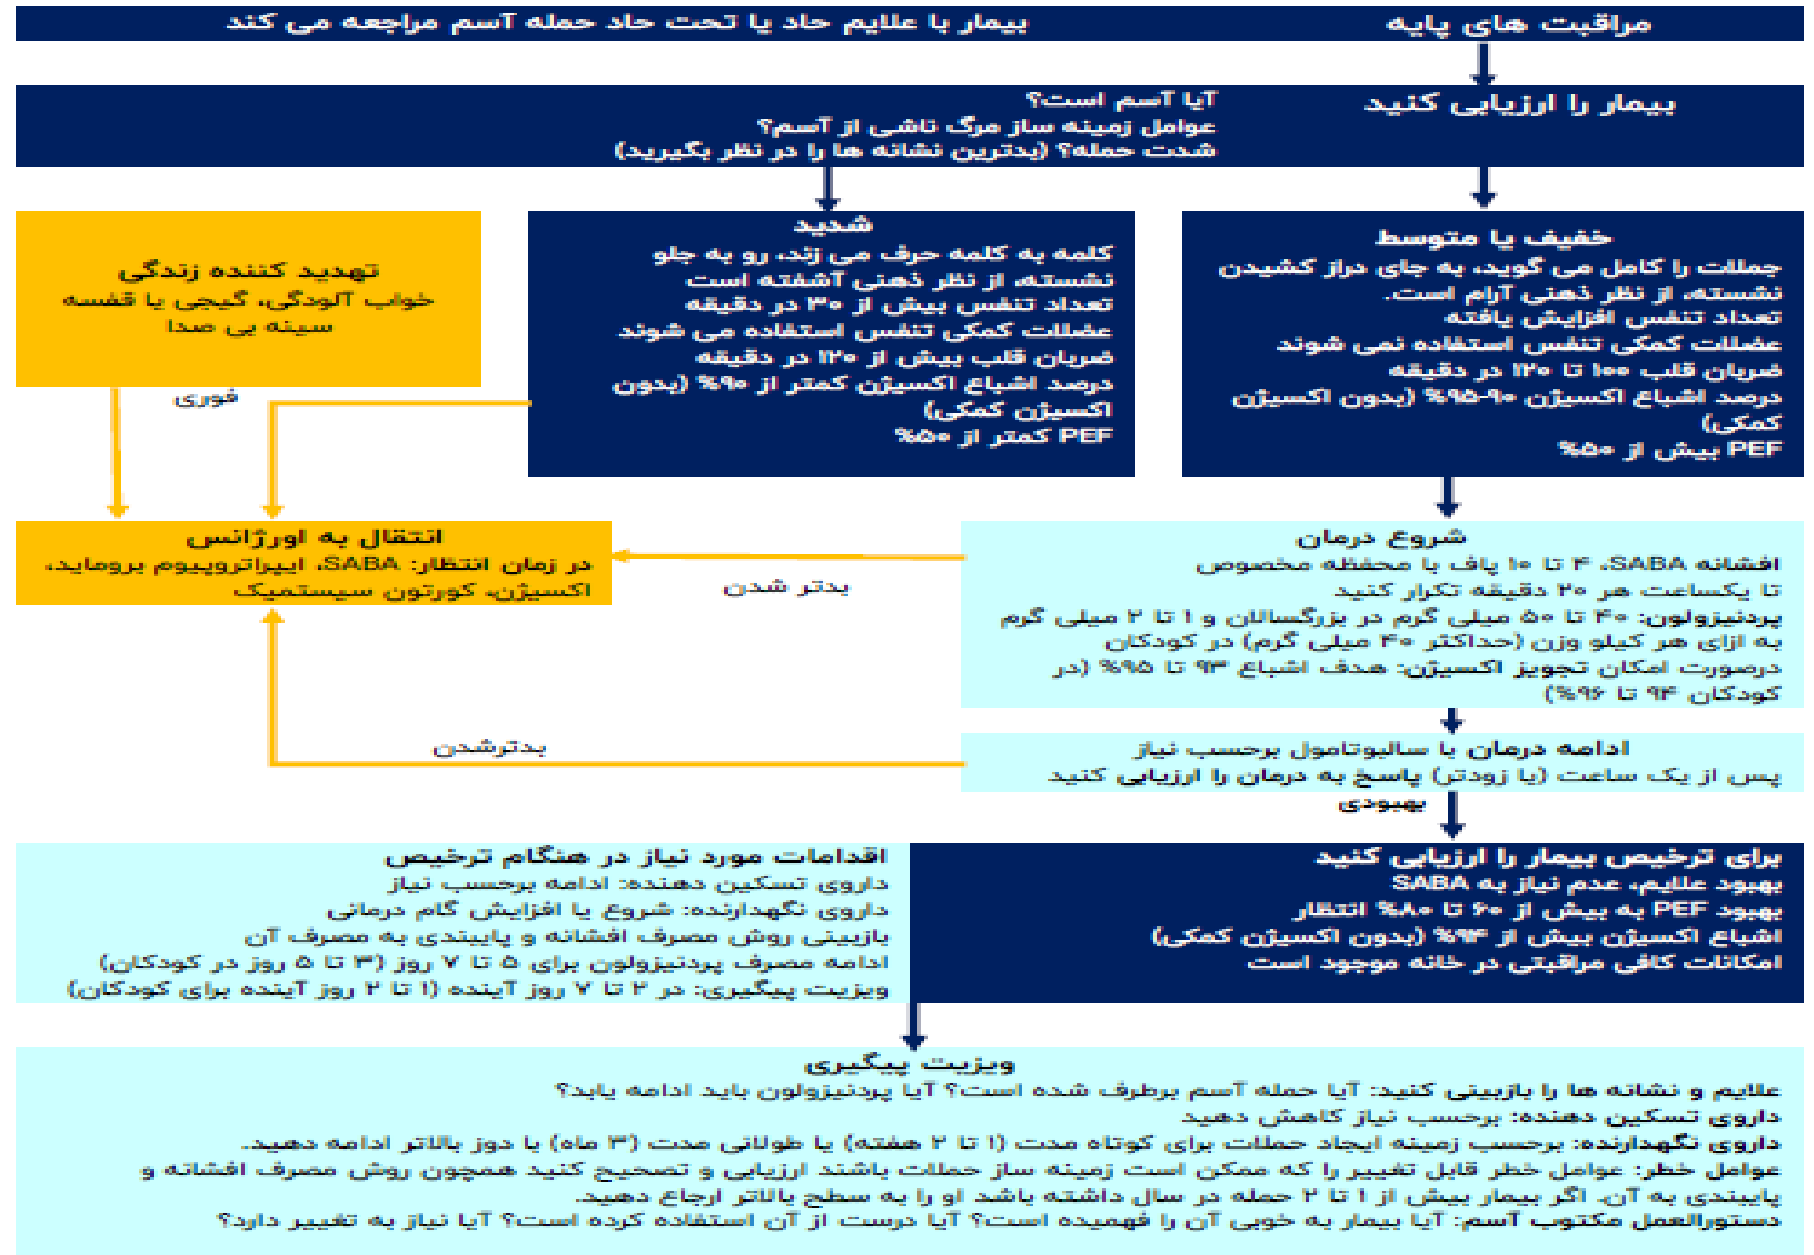 مراقبت های پایه
بیمار با علایم حاد یا تحت حاد حمله آسم مراجعه می کند
بیمار را ارزیابی کنید
آیا آسم است؟
عوامل زمینه ساز مرگ ناشی از آسم؟
شدت حمله؟ (بدترین نشانه ها را در نظر بگیرید)
خفیف یا متوسط
جملات را کامل می گوید، به جای دراز کشیدن
نشسته، از نظر ذهنی آرام است.
تعداد تنفس افزایش یافته
عضلات کمکی تنفس استفاده نمی شوند
ضربان قلب ۱۰۰ تا ۱۲۰ در دقیقه
درصد اشباع اکسیژن ۹۰-۹۵% (بدون اکسیژن
کمکی)
PEF بیش از ۵۰%
شدید
کلمه به کلمه حرف می زند، رو به جلو
نشسته، از نظر ذهنی آشفته است
تعداد تنفس بیش از ۳۰ در دقیقه
عضلات کمکی تنفس استفاده می شوند
ضربان قلب بیش از ۱۲۰ در دقیقه
درصد اشباع اکسیژن کمتر از ۹۰% (بدون
اکسیژن کمکی)
PEF کمتر از ۵۰%
تهدید کننده زندگی
خواب آلودگی، گیجی یا قفسه
سینه بی صدا
فوری
شروع درمان
افشانه SABA، ۴ تا ۱۰ پاف با محفظه مخصوص
تا یکساعت هر ۲۰ دقیقه تکرار کنید
پردنیزولون: ۴۰ تا ۵۰ میلی گرم در بزرگسالان و ۱ تا ۲ میلی گرم
به ازای هر کیلو وزن (حداکثر ۴۰ میلی گرم) در کودکان
درصورت امکان تجویز اکسیژن: هدف اشباع ۹۳ تا ۹۵% (در
کودکان ۹۴ تا ۹۶%)
بدتر شدن
انتقال به اورژانس
در زمان انتظار: SABA، ایپراتروپیوم بروماید،
اکسیژن، کورتون سیستمیک
ادامه درمان با سالبوتامول برحسب نیاز
پس از یک ساعت (یا زودتر) پاسخ به درمان را ارزیابی کنید
بدترشدن
بهبودی
برای ترخیص بیمار را ارزیابی کنید
بهبود علایم، عدم نیاز به SABA
بهبود PEF به بیش از ۶۰ تا ۸۰% انتظار
اشباع اکسیژن بیش از ۹۴% (بدون اکسیژن کمکی)
امکانات کافی مراقبتی در خانه موجود است
اقدامات مورد نیاز در هنگام ترخیص
داروی تسکین دهنده: ادامه برحسب نیاز
داروی نگهدارنده: شروع یا افزایش گام درمانی
بازبینی روش مصرف افشانه و پایبندی به مصرف آن
ادامه مصرف پردنیزولون برای ۵ تا ۷ روز (۳ تا ۵ روز در کودکان)
ویزیت پیگیری: در ۲ تا ۷ روز آینده (۱ تا ۲ روز آینده برای کودکان)
ویزیت پیگیری
علایم و نشانه ها را بازبینی کنید: آیا حمله آسم برطرف شده است؟ آیا پردنیزولون باید ادامه یابد؟
داروی تسکین دهنده: برحسب نیاز کاهش دهید
داروی نگهدارنده: برحسب زمینه ایجاد حملات برای کوتاه مدت (۱ تا ۲ هفته) یا طولانی مدت (۳ ماه) با دوز بالاتر ادامه دهید.
عوامل خطر: عوامل خطر قابل تغییر را که ممکن است زمینه ساز حملات باشند ارزیابی و تصحیح کنید همچون روش مصرف افشانه و
پایبندی به آن. اگر بیمار بیش از ۱ تا ۲ حمله در سال داشته باشد او را به سطح بالاتر ارجاع دهید.
دستورالعمل مکتوب آسم: آیا بیمار به خوبی آن را فهمیده است؟ آیا درست از آن استفاده کرده است؟ آیا نیاز به تغییر دارد؟